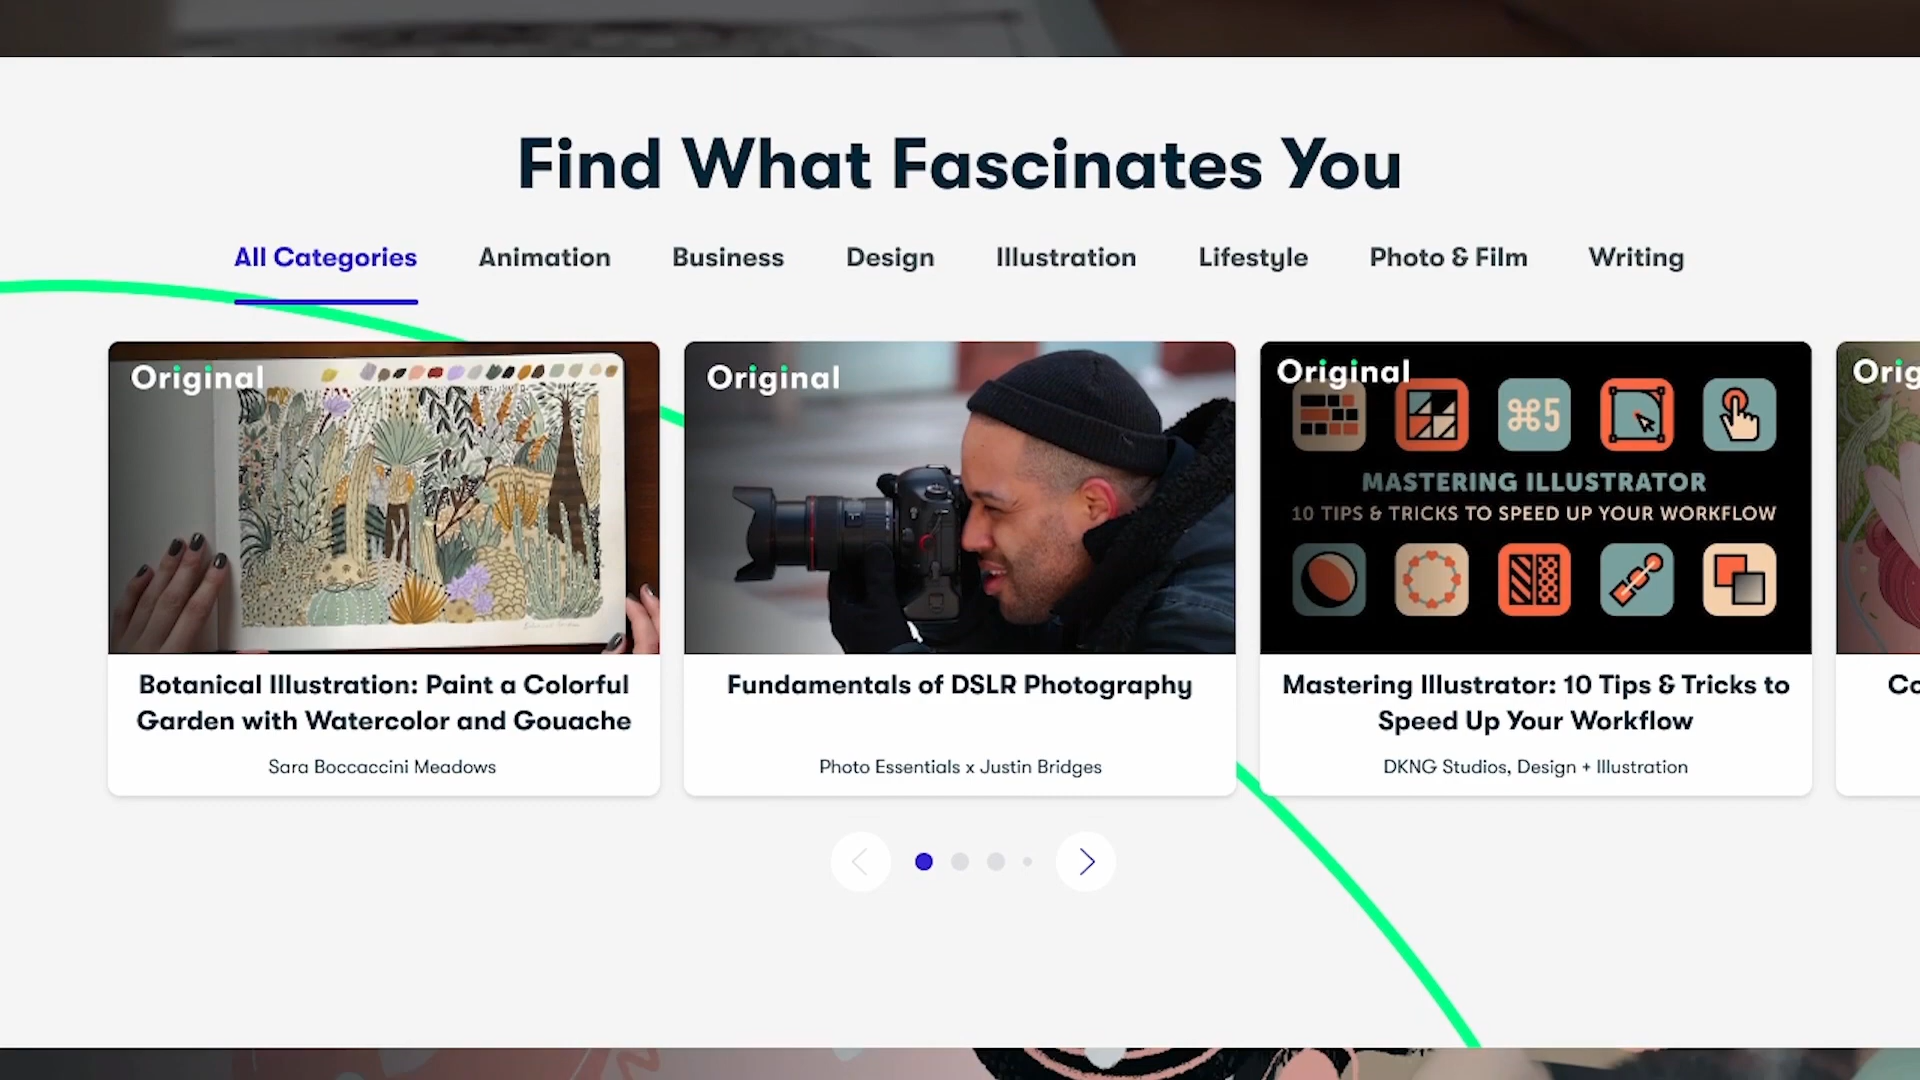 Find What Fascinates You
All Categories Animation Business Design Illustration Lifestyle Photo & Film Writing
Original
Original
Original
⌘5
MASTERING ILLUSTRATOR
10 TIPS & TRICKS TO SPEED UP YOUR WORKFLOW
Botanical Illustration: Paint a Colorful
Garden with Watercolor and Gouache
Sara Boccaccini Meadows
Fundamentals of DSLR Photography
Photo Essentials x Justin Bridges
Mastering Illustrator: 10 Tips & Tricks to
Speed Up Your Workflow
DKNG Studios, Design + Illustration